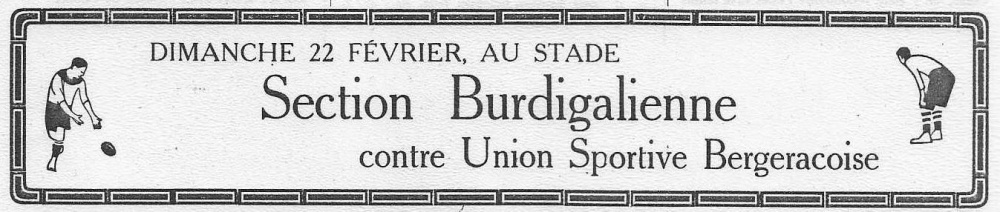 DIMANCHE 22 FÉVRIER, AU STADE
Section Burdigalienne
contre Union Sportive Bergeracoise